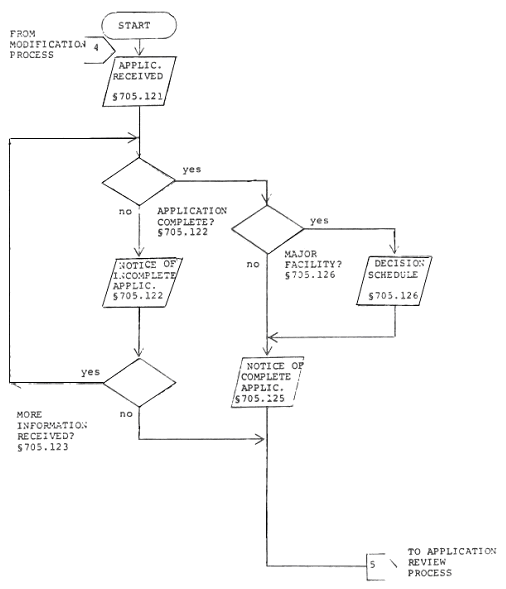 START
FROM
MODIFICATION
PROCESS
4
APPLIC.
RECEIVED
§705.121
yes
no
APPLICATION
COMPLETE?
§705.122
yes
no
MAJOR
FACILITY?
§705.126
NOTICE OF
INCOMPLETE
APPLIC.
§705.122
DECISION
SCHEDULE
§705.126
yes
no
NOTICE OF
COMPLETE
APPLIC.
§705.125
MORE
INFORMATION
RECEIVED?
§705.123
5
TO APPLICATION
REVIEW
PROCESS